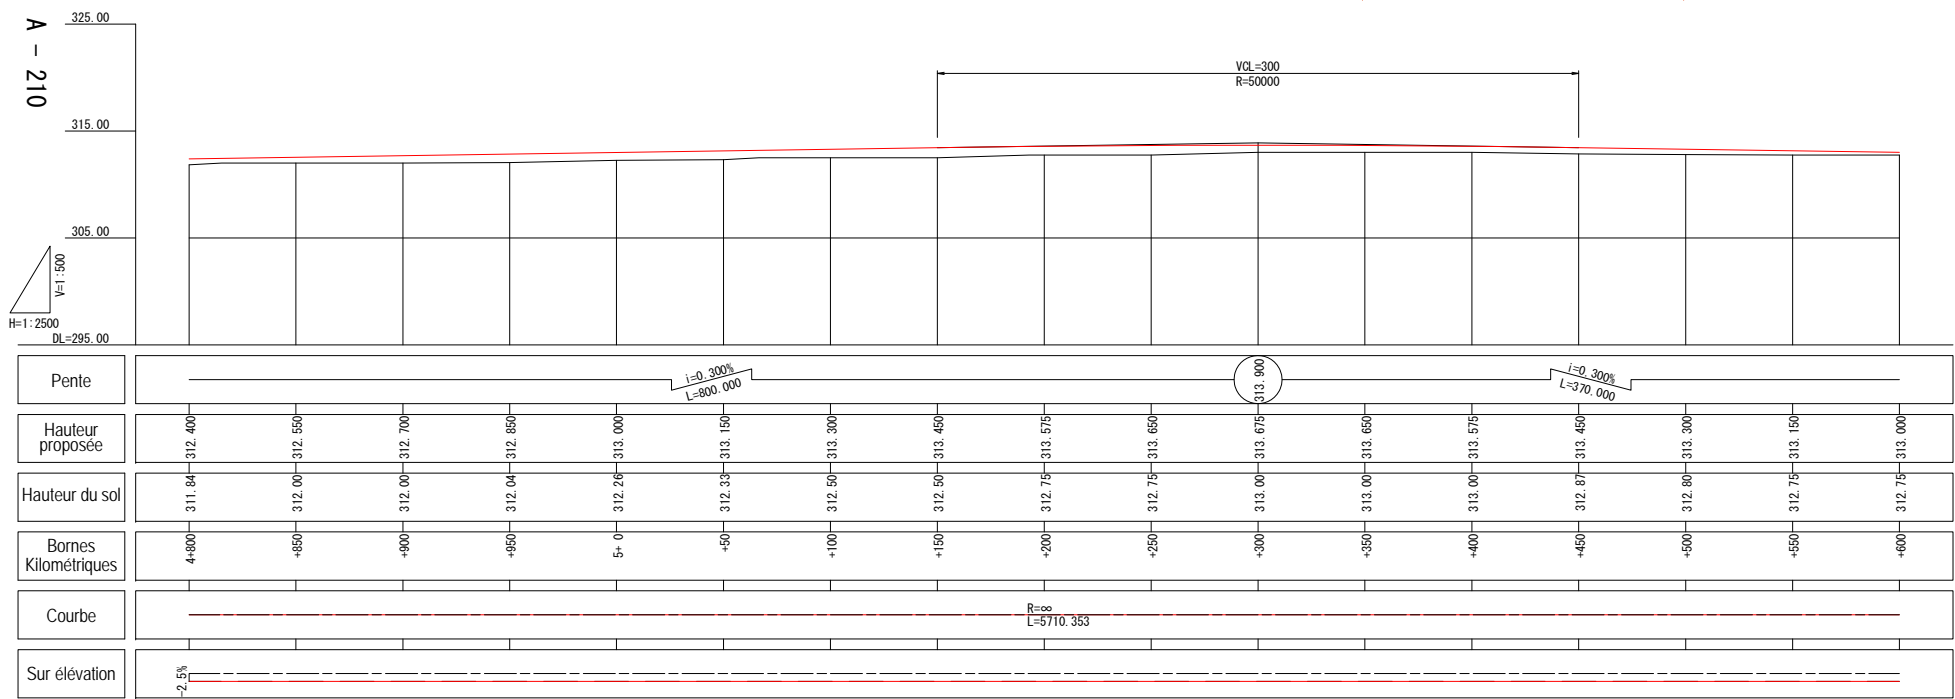 A - 210
325.00
315.00
305.00
DL=295.00
V=1:500
H=1:2500
VCL=300
R=50000
Pente
i=0.300%
L=800.000
313.900
i=0.300%
L=370.000
Hauteur
proposée
312.400 312.550 312.700 312.850 313.000 313.150 313.300 313.450 313.575 313.650 313.675 313.650 313.575 313.450 313.300 313.150 313.000
Hauteur du sol
311.84 312.00 312.00 312.04 312.26 312.33 312.50 312.50 312.75 312.75 313.00 313.00 313.00 312.87 312.80 312.75 312.75
Bornes
Kilométriques
4+800 +850 +900 +950 5+ 0 +50 +100 +150 +200 +250 +300 +350 +400 +450 +500 +550 +600
Courbe
R=∞
L=5710.353
Sur élévation
-2.5%